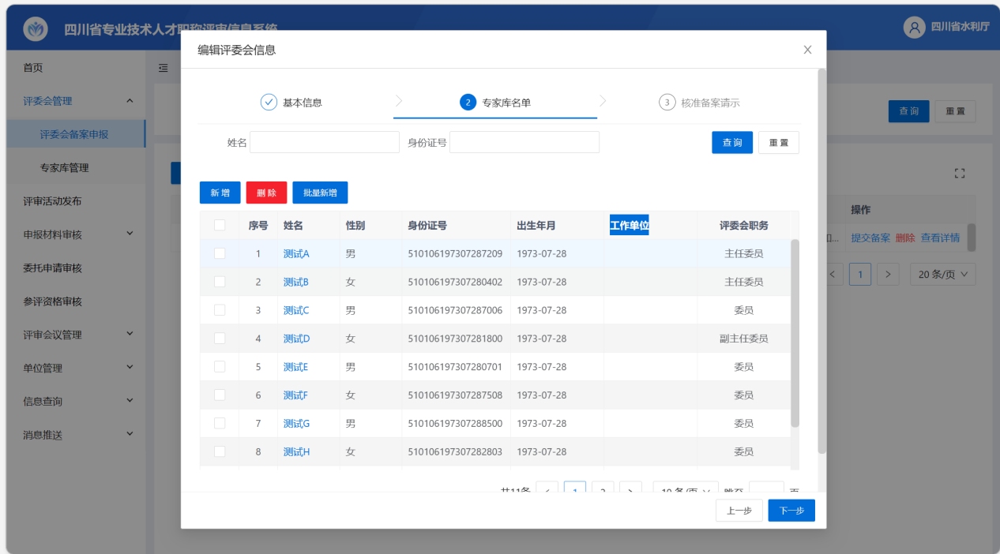 四川省专业技术人才职称评审信息系统
四川省水利厅
首页
评委会管理
评委会备案申报
专家库管理
评审活动发布
申报材料审核
委托申请审核
参评资格审核
评审会议管理
单位管理
信息查询
消息推送
查询 重置
操作
提交备案 删除 查看详情
1 20 条/页
编辑评委会信息
基本信息 2 专家库名单 3 核准备案请示
姓名 身份证号 查询 重置
新增 删除 批量新增
序号 姓名 性别 身份证号 出生年月 工作单位 评委会职务
1 测试A 男 510106197307287209 1973-07-28 主任委员
2 测试B 女 510106197307280402 1973-07-28 主任委员
3 测试C 男 510106197307287006 1973-07-28 委员
4 测试D 女 510106197307281800 1973-07-28 副主任委员
5 测试E 男 510106197307280701 1973-07-28 委员
6 测试F 女 510106197307287508 1973-07-28 委员
7 测试G 男 510106197307288500 1973-07-28 委员
8 测试H 女 510106197307282803 1973-07-28 委员
共11条 1 2 10 条/页 跳至 页
上一步 下一步